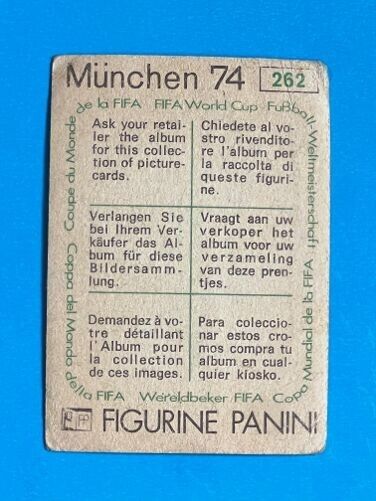 München 74 262
de la FIFA FIFA World Cup Fußball-Weltmeisterschaft
Ask your retai-
ler the album
for this collec-
tion of picture-
cards.
Chiedete al vo-
stro rivendito-
re l'album per
la raccolta di
queste figuri-
ne.
Verlangen Sie
bei Ihrem Ver-
käufer das Al-
bum für diese
Bildersamm-
lung.
Vraagt aan uw
verkoper het
album voor uw
verzameling
van deze pren-
tjes.
Demandez à vo-
tre détaillant
l'Album pour
la collection
de ces images.
Para coleccio-
nar estos cro-
mos compra tu
album en cual-
quier kiosko.
Coupe du Monde
Coppa del Mondo
della FIFA Wereldbeker FIFA Copa Mundial de la FIFA
FIGURINE PANINI